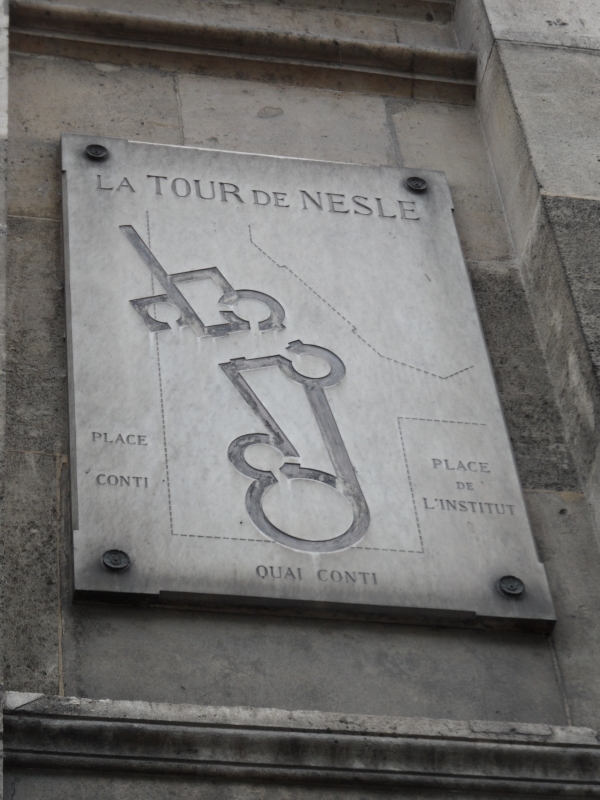 LA TOUR DE NESLE
PLACE
CONTI
PLACE
DE
L'INSTITUT
QUAI CONTI